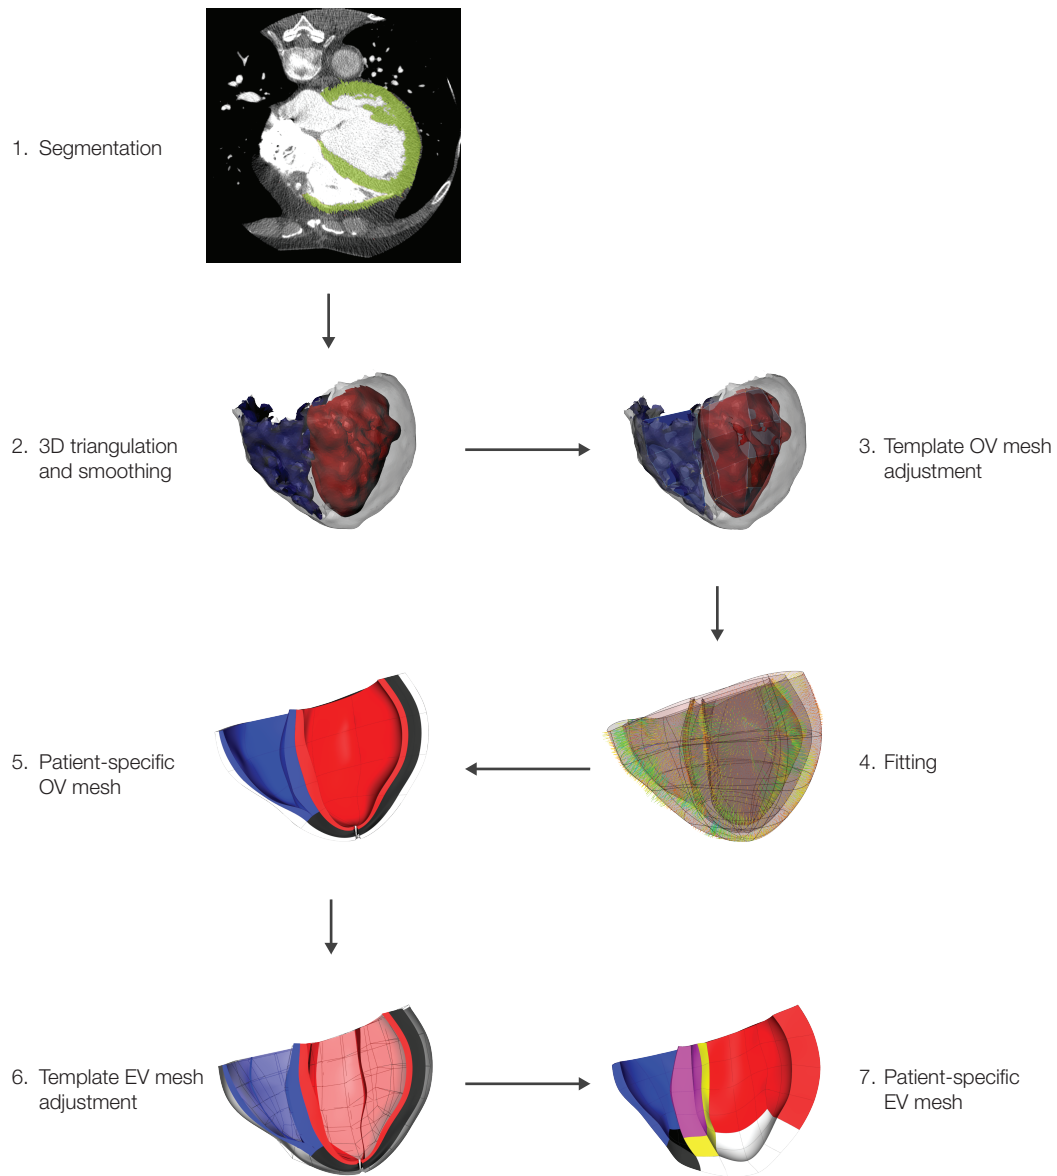 1. Segmentation
2. 3D triangulation
and smoothing
3. Template OV mesh
adjustment
4. Fitting
5. Patient-specific
OV mesh
6. Template EV mesh
adjustment
7. Patient-specific
EV mesh